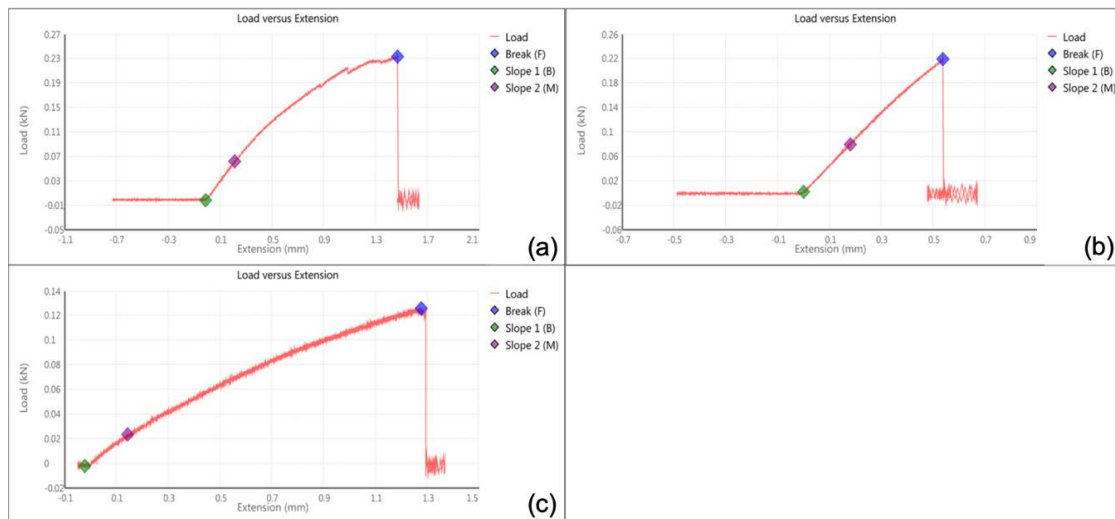 Load versus Extension
Load (kN)
0.27
0.23
0.19
0.15
0.11
0.07
0.03
-0.01
-0.05
-1.1 -0.7 -0.3 0.1 0.5 0.9 1.3 1.7 2.1
Extension (mm)
Load
Break (F)
Slope 1 (B)
Slope 2 (M)
(a)
Load versus Extension
Load (kN)
0.26
0.22
0.18
0.14
0.1
0.06
0.02
-0.02
-0.06
-0.7 -0.5 -0.3 -0.1 0.1 0.3 0.5 0.7 0.9
Extension (mm)
Load
Break (F)
Slope 1 (B)
Slope 2 (M)
(b)
Load versus Extension
Load (kN)
0.14
0.12
0.1
0.08
0.06
0.04
0.02
0
-0.02
-0.1 0.1 0.3 0.5 0.7 0.9 1.1 1.3 1.5
Extension (mm)
Load
Break (F)
Slope 1 (B)
Slope 2 (M)
(c)